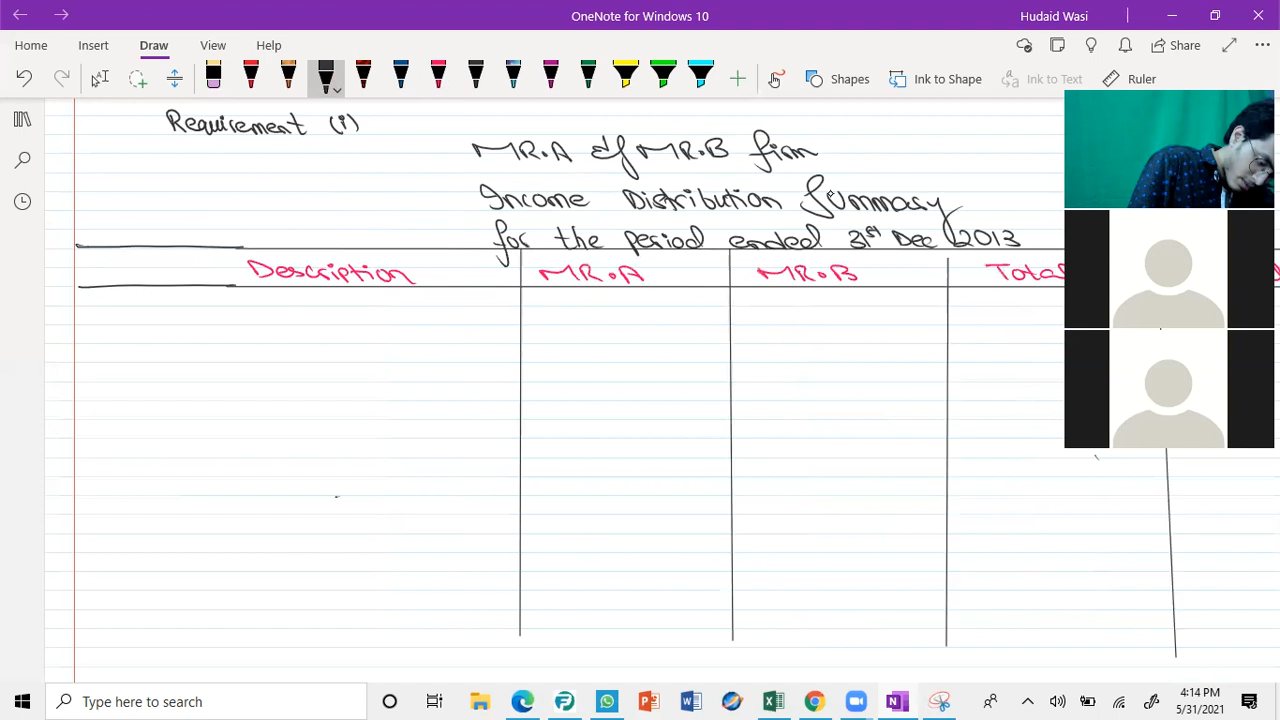 OneNote for Windows 10
Hudaid Wasi
Home Insert Draw View Help
Share
Shapes
Ink to Shape
Ink to Text
Ruler
Requirement (i)
MR.A & MR.B firm
Income Distribution Summary
for the period ended 31st Dec 2013
Description MR.A MR.B Total
Type here to search
4:14 PM
5/31/2021